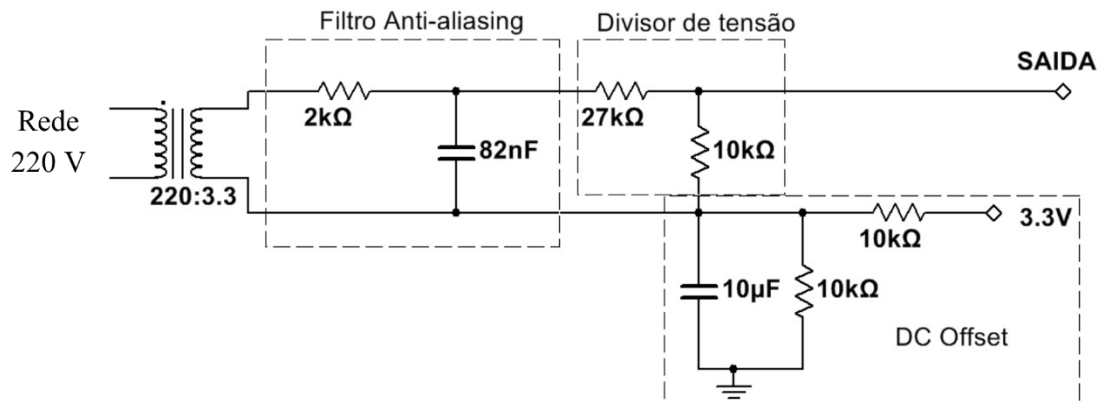 Filtro Anti-aliasing
Divisor de tensão
SAIDA
Rede
220 V
220:3.3
2kΩ
82nF
27kΩ
10kΩ
10kΩ
3.3V
10µF
10kΩ
DC Offset